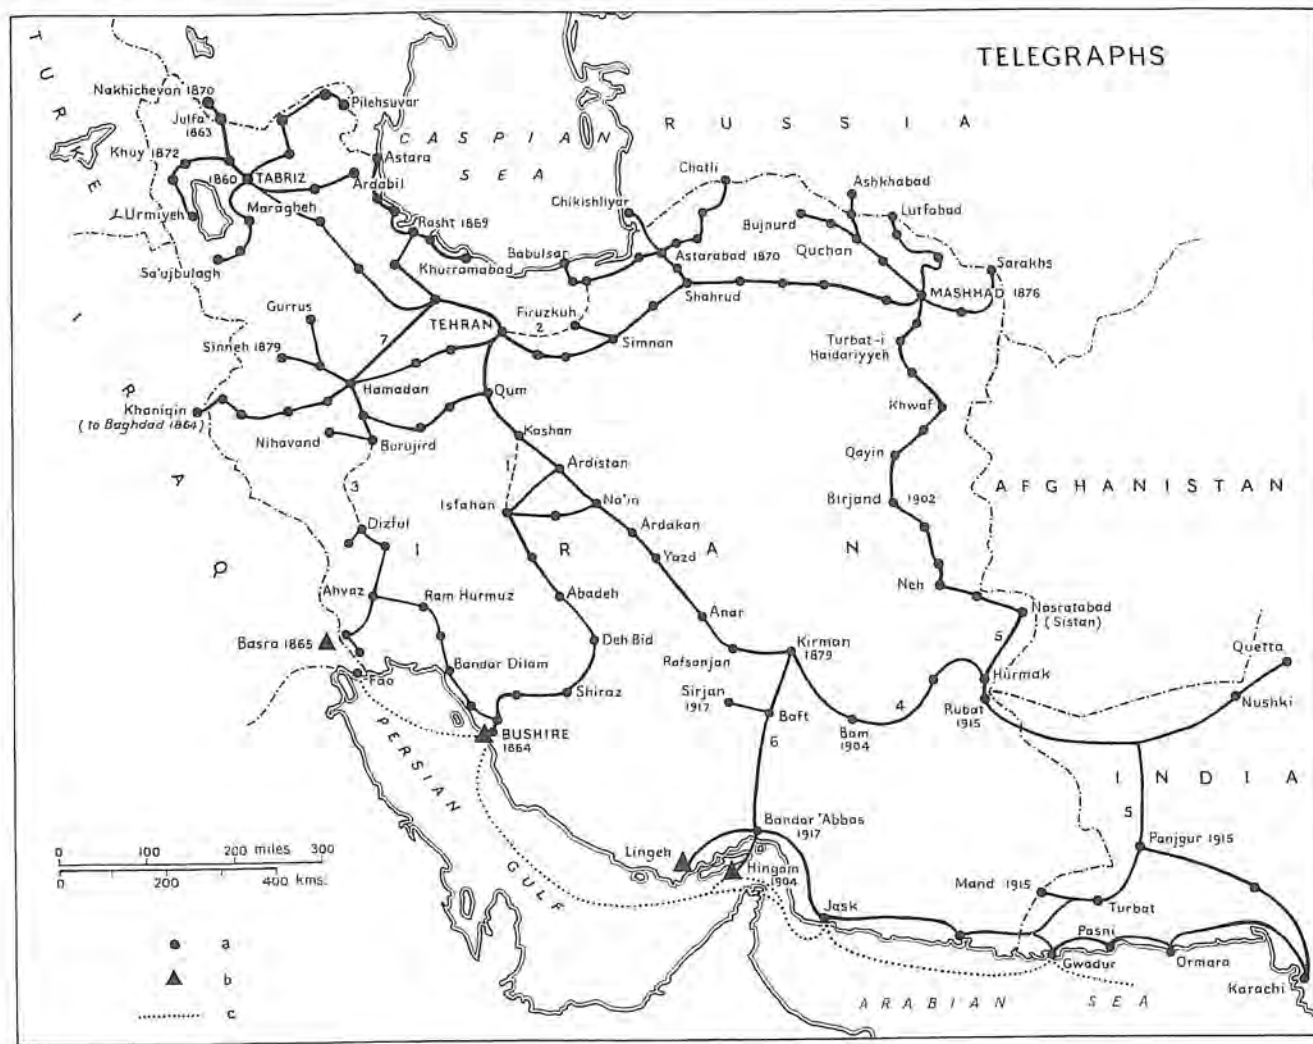 TELEGRAPHS
TURKEY
Nakhichevan 1870
Pilehsuvar
Julfa
1863
Khuy 1872
1860
TABRIZ
Astara
Ardabil
Urmiyeh
Maragheh
Sa'ujbulagh
CASPIAN
SEA
RUSSIA
Rasht 1869
Khurramabad
Babulsar
Chikishliyar
Chatli
Astarabad 1870
Ashkhabad
Bujnurd
Quchan
Lutfabad
Sarakhs
MASHHAD 1876
Shahrud
Gurrus
Sinneh 1879
7
TEHRAN
Firuzkuh
2
Simnan
Turbat-i
Haidariyyeh
Khaniqin
(to Baghdad 1864)
Hamadan
Qum
Khwaf
Nihavand
Burujird
Kashan
Qayin
3
1
Ardistan
Isfahan
Na'in
Birjand 1902
AFGHANISTAN
IRAQ
Dizful
Ardakan
IRAN
Yazd
Ahvaz
Ram Hurmuz
Abadeh
Anar
Neh
Nasratabad
(Sistan)
Basra 1865
Bandar Dilam
Deh Bid
Rafsanjan
Kirman
1879
5
Quetta
Fao
Shiraz
Sirjan
1917
Baft
4
Hurmak
Rubat
1915
Nushki
BUSHIRE
1864
Bam
1904
6
PERSIAN
GULF
INDIA
Bandar 'Abbas
1917
5
Panjgur 1915
Lingeh
Hingam
1904
Mand 1915
Turbat
Jask
Pasni
Gwadur
Ormara
Karachi
ARABIAN SEA
0 100 200 miles 300
0 200 400 kms.
a
b
c